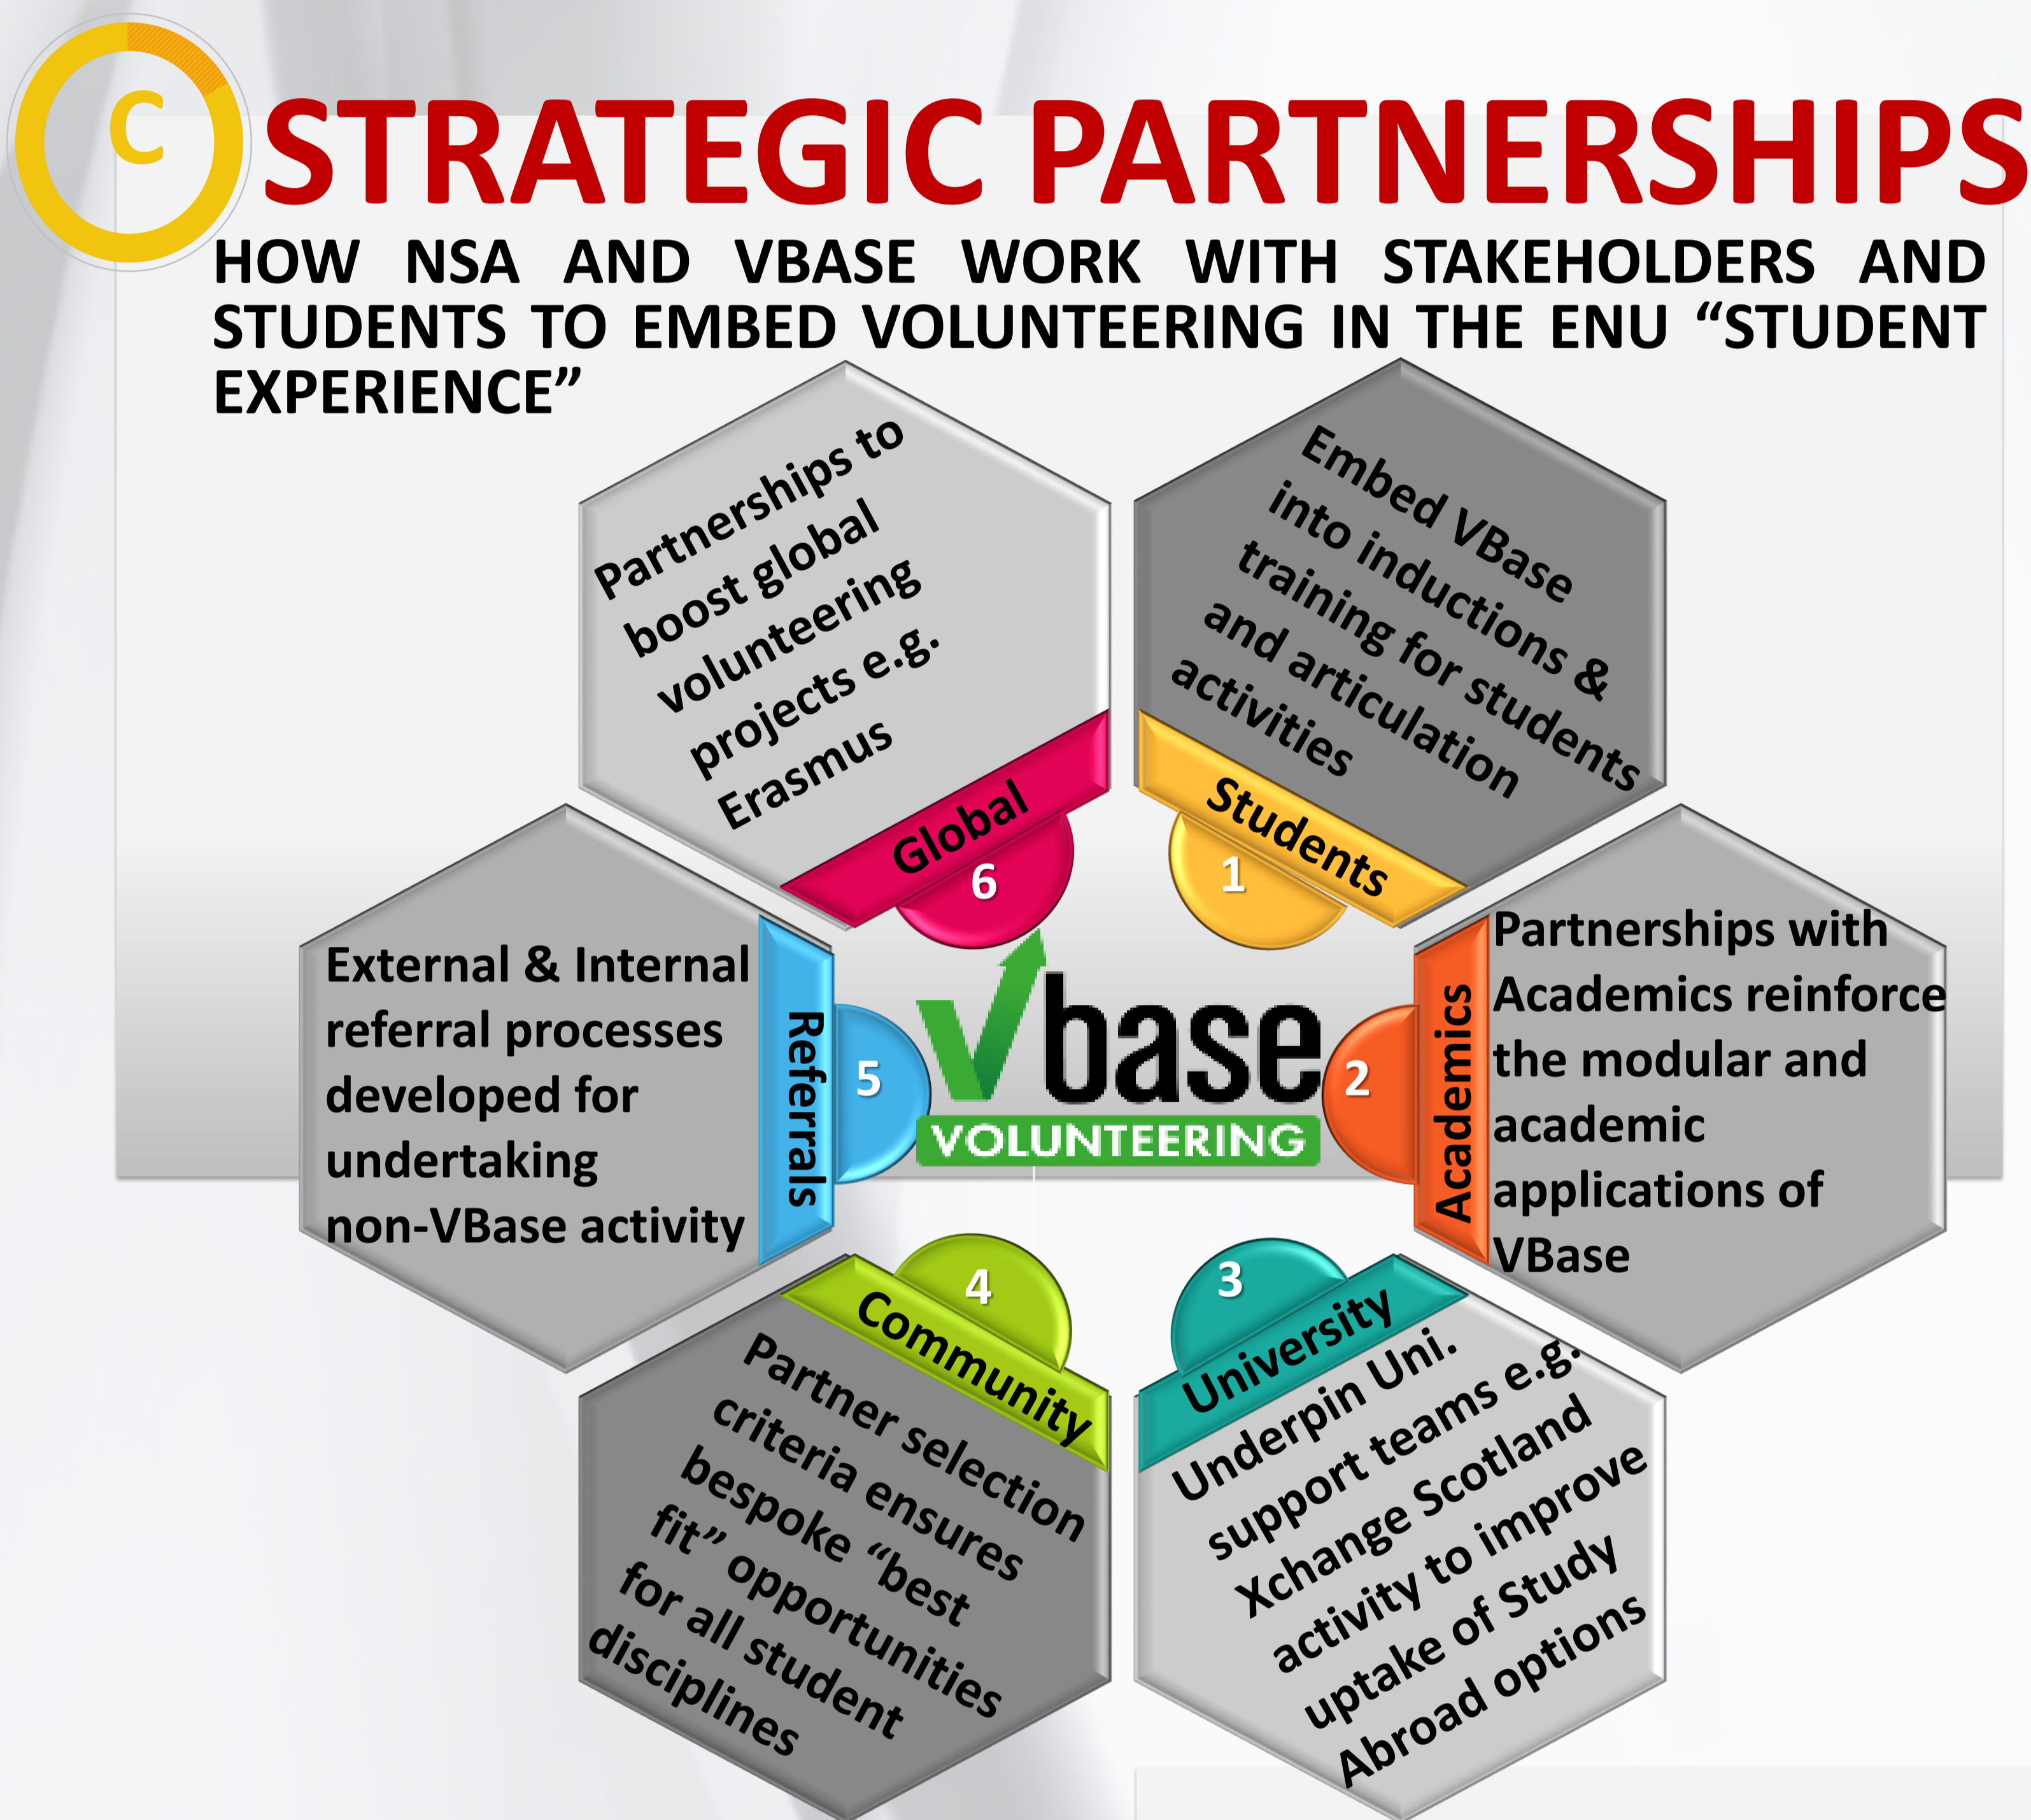 C
STRATEGIC PARTNERSHIPS
HOW NSA AND VBASE WORK WITH STAKEHOLDERS AND
STUDENTS TO EMBED VOLUNTEERING IN THE ENU “STUDENT
EXPERIENCE”
Partnerships to
boost global
volunteering
projects e.g.
Erasmus
Global
6
Embed VBase
into inductions &
training for students
and articulation
activities
Students
1
External & Internal
referral processes
developed for
undertaking
non-VBase activity
Referrals
5
Vbase
VOLUNTEERING
2
Academics
Partnerships with
Academics reinforce
the modular and
academic
applications of
VBase
4
Community
Partner selection
criteria ensures
bespoke “best
fit” opportunities
for all student
disciplines
3
University
Underpin Uni.
support teams e.g.
Xchange Scotland
activity to improve
uptake of Study
Abroad options